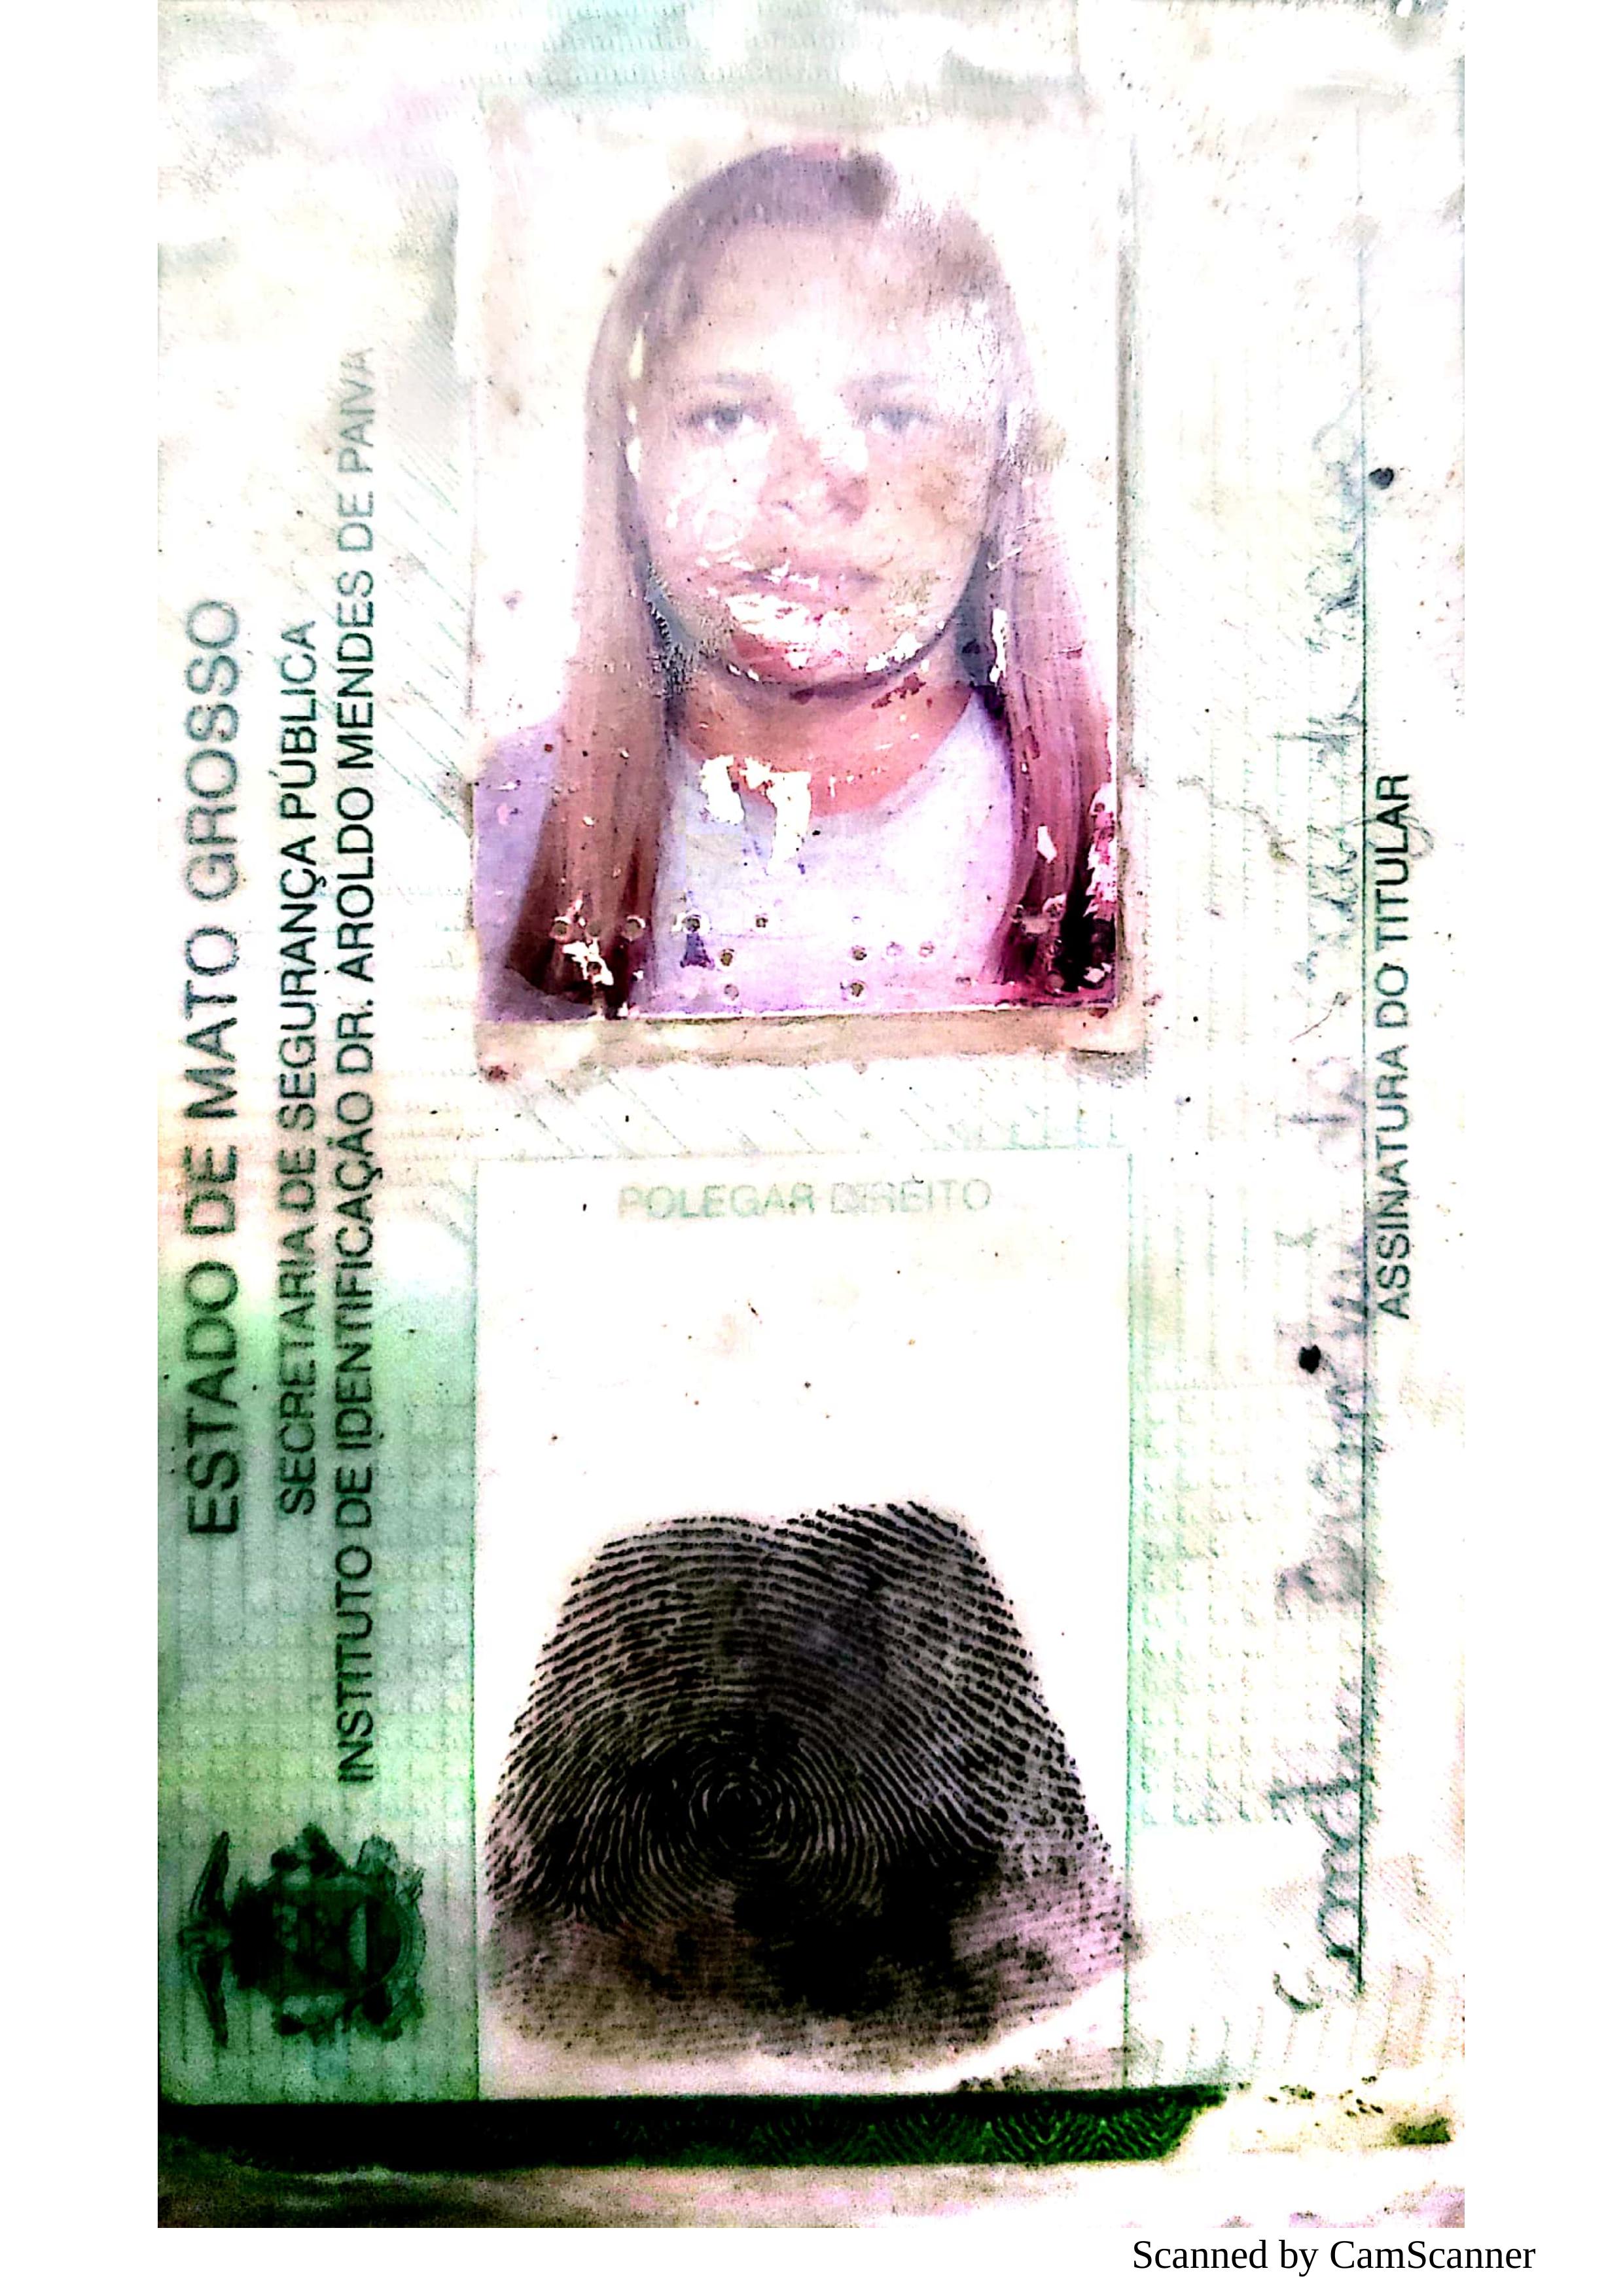 ESTADO DE MATO GROSSO
SECRETARIA DE SEGURANÇA PÚBLICA
INSTITUTO DE IDENTIFICAÇÃO DR. AROLDO MENDES DE PAIVA
POLEGAR DIREITO
ASSINATURA DO TITULAR
Scanned by CamScanner